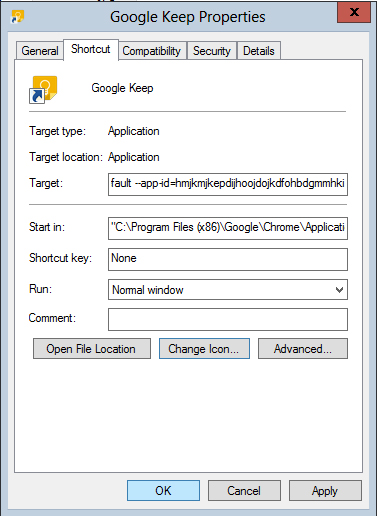 Google Keep Properties
x
General Shortcut Compatibility Security Details
Google Keep
Target type: Application
Target location: Application
Target: fault --app-id=hmjkmjkepdijhoojdojkdfohbdgmmhki
Start in: "C:\Program Files (x86)\Google\Chrome\Applicati
Shortcut key: None
Run: Normal window
Comment:
Open File Location Change Icon... Advanced...
OK Cancel Apply